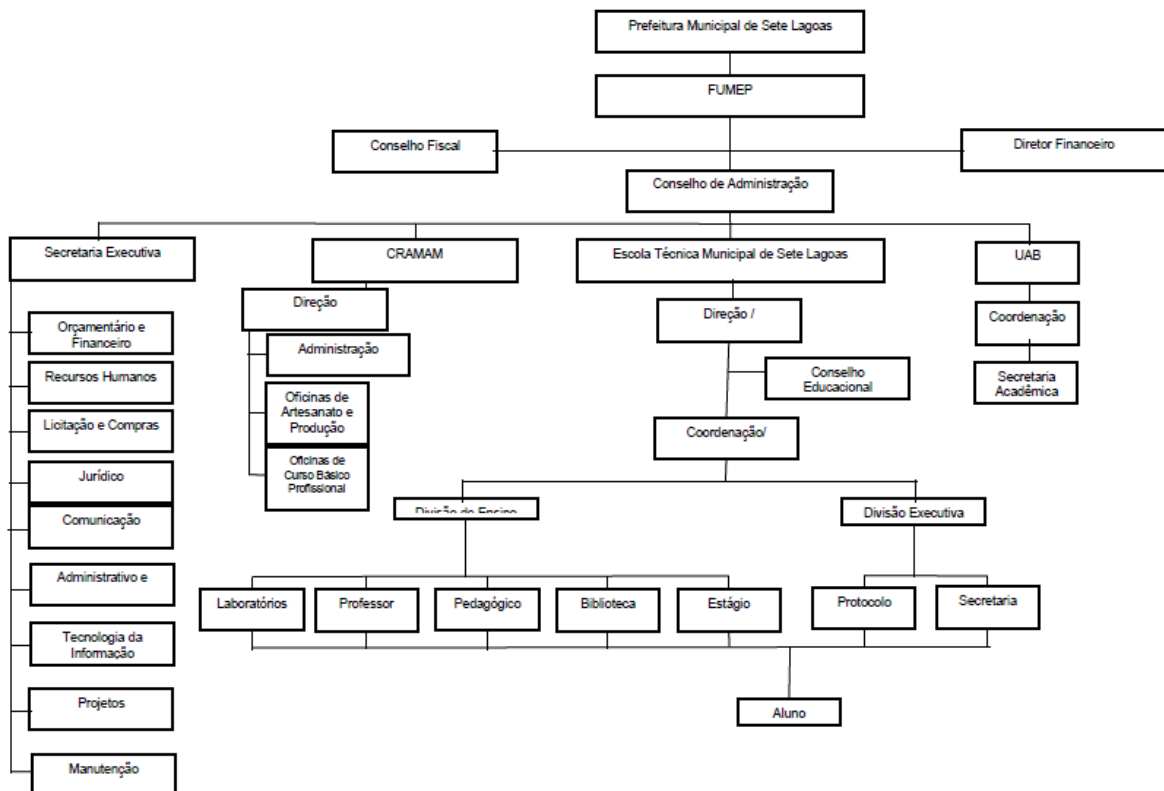 Prefeitura Municipal de Sete Lagoas
FUMEP
Conselho Fiscal
Diretor Financeiro
Conselho de Administração
Secretaria Executiva
CRAMAM
Escola Técnica Municipal de Sete Lagoas
UAB
Direção
Direção /
Coordenação
Orçamentário e
Financeiro
Administração
Conselho
Educacional
Recursos Humanos
Secretaria
Acadêmica
Oficinas de
Artesanato e
Produção
Licitação e Compras
Coordenação/
Oficinas de
Curso Básico
Profissional
Jurídico
Comunicação
Divisão de Ensino
Divisão Executiva
Administrativo e
Laboratórios
Professor
Pedagógico
Biblioteca
Estágio
Protocolo
Secretaria
Tecnologia da
Informação
Projetos
Aluno
Manutenção